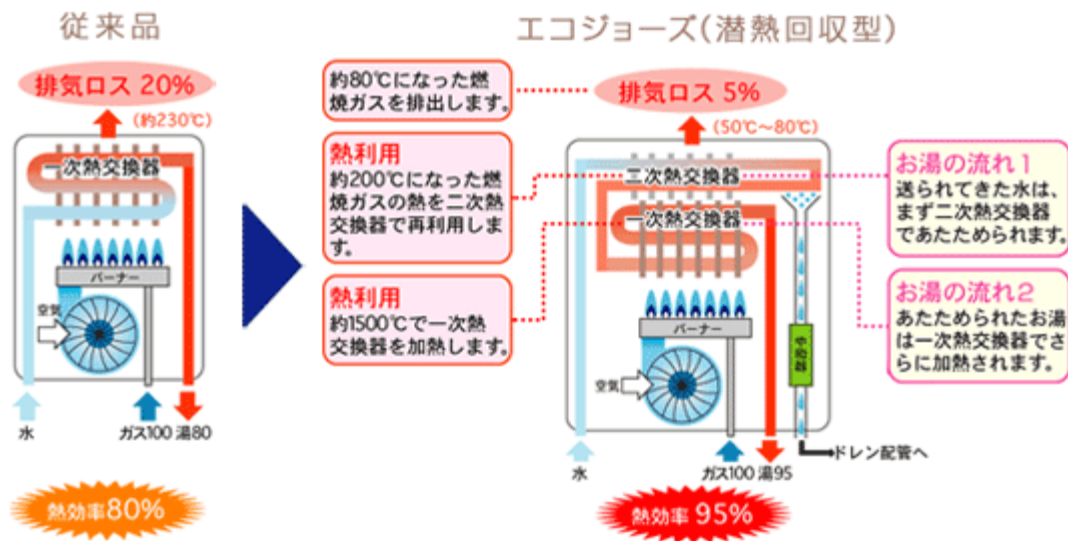 従来品
エコジョーズ(潜熱回収型)
排気ロス 20%
(約230℃)
一次熱交換器
バーナー
空気
水
ガス100 湯80
熱効率80%
約80℃になった燃
焼ガスを排出します。
熱利用
約200℃になった燃
焼ガスの熱を二次熱
交換器で再利用しま
す。
熱利用
約1500℃で一次熱
交換器を加熱します。
排気ロス 5%
(50℃〜80℃)
二次熱交換器
一次熱交換器
バーナー
空気
中和器
水
ガス100 湯95
ドレン配管へ
熱効率 95%
お湯の流れ1
送られてきた水は、
まず二次熱交換器
であたためられます。
お湯の流れ2
あたためられたお湯
は一次熱交換器でさ
らに加熱されます。